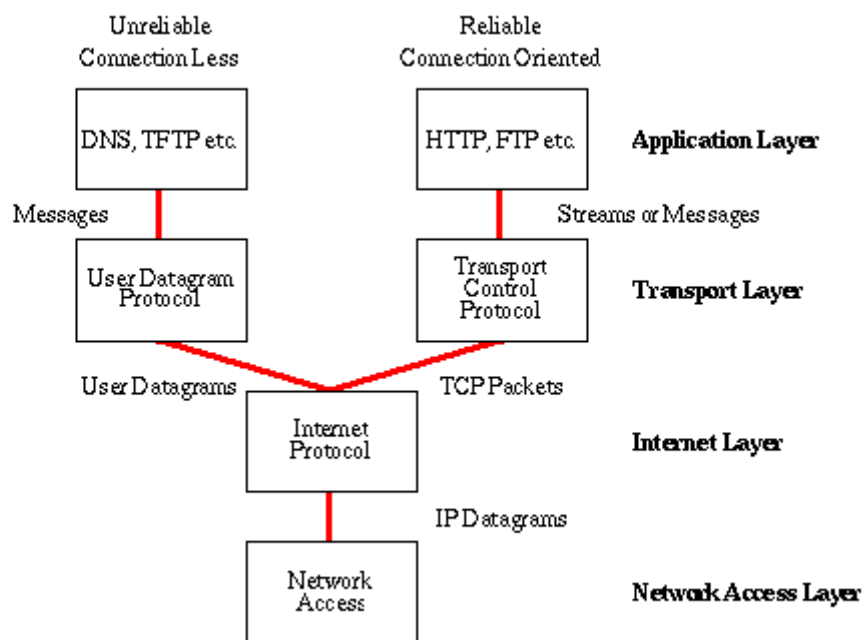 Unreliable
Connection Less
Reliable
Connection Oriented
DNS, TFTP etc.
HTTP, FTP etc
Application Layer
Messages
Streams or Messages
User Datagram
Protocol
Transport
Control
Protocol
Transport Layer
User Datagrams
TCP Packets
Internet
Protocol
Internet Layer
IP Datagrams
Network
Access
Network Access Layer